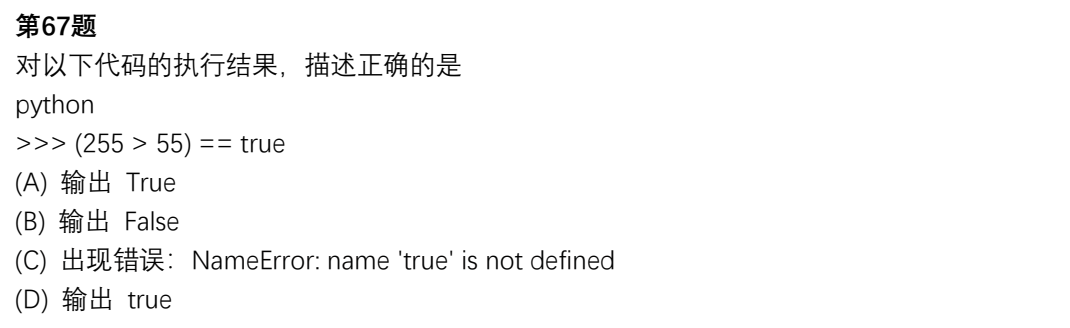 第67题
对以下代码的执行结果，描述正确的是
python
>>> (255 > 55) == true
(A) 输出 True
(B) 输出 False
(C) 出现错误：NameError: name 'true' is not defined
(D) 输出 true